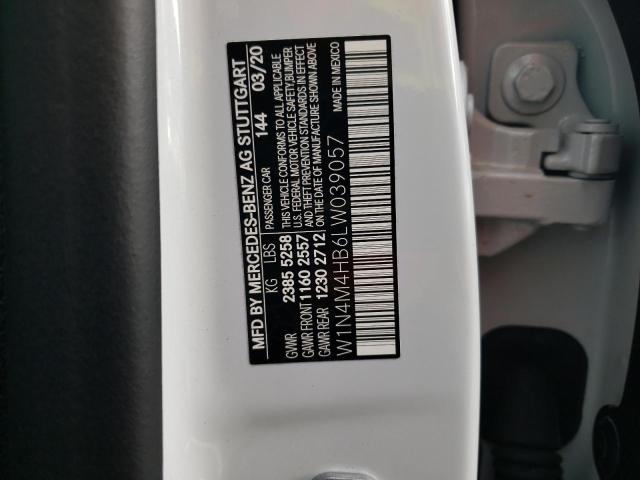 MFD BY MERCEDES-BENZ AG STUTTGART
KG LBS PASSENGER CAR 144 03/20
GVWR 2385 5258 THIS VEHICLE CONFORMS TO ALL APPLICABLE
GAWR FRONT 1160 2557 U.S. FEDERAL MOTOR VEHICLE SAFETY, BUMPER
GAWR REAR 1230 2712 AND THEFT PREVENTION STANDARDS IN EFFECT
ON THE DATE OF MANUFACTURE SHOWN ABOVE
W1N4M4HB6LW039057 MADE IN MEXICO